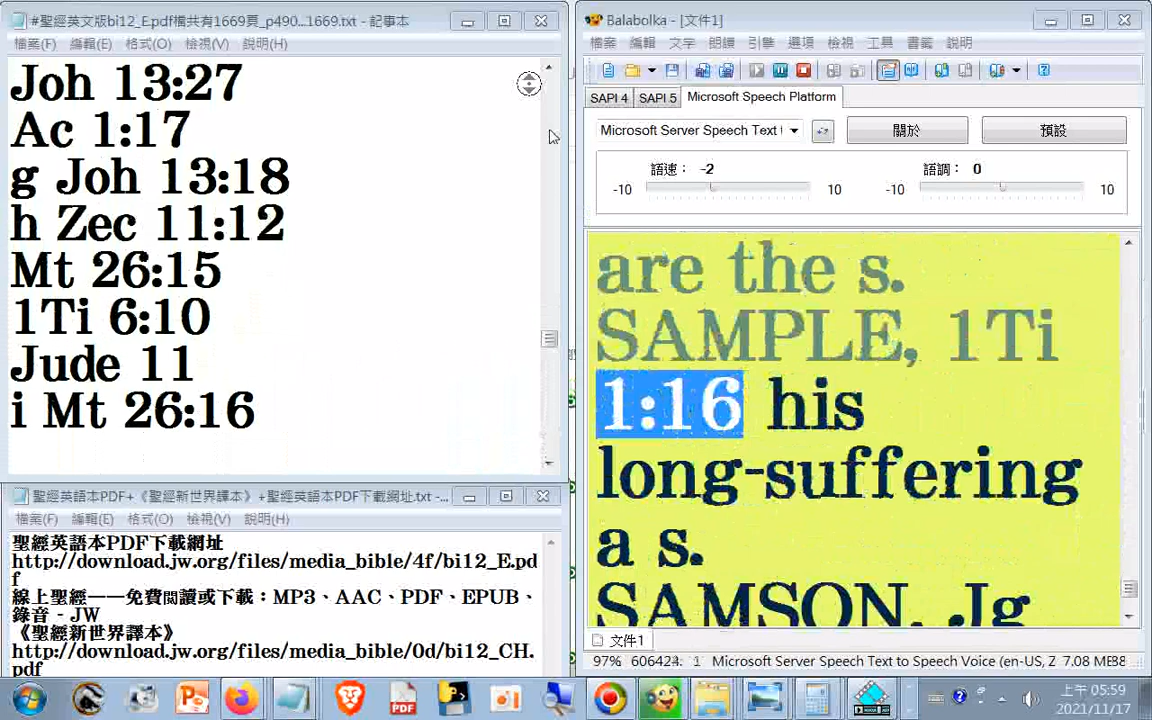 #聖經英文版bi12_E.pdf檔共有1669頁_p490...1669.txt - 記事本
檔案(F) 編輯(E) 格式(O) 檢視(V) 說明(H)
Joh 13:27
Ac 1:17
g Joh 13:18
h Zec 11:12
Mt 26:15
1Ti 6:10
Jude 11
i Mt 26:16
聖經英語本PDF+《聖經新世界譯本》+聖經英語本PDF下載網址.txt -...
檔案(F) 編輯(E) 格式(O) 檢視(V) 說明(H)
聖經英語本PDF下載網址
http://download.jw.org/files/media_bible/4f/bi12_E.pd
f
線上聖經——免費閱讀或下載：MP3、AAC、PDF、EPUB、
錄音 - JW
《聖經新世界譯本》
http://download.jw.org/files/media_bible/0d/bi12_CH.
pdf
Balabolka - [文件1]
檔案 編輯 文字 朗讀 引擎 選項 檢視 工具 書籤 說明
SAPI 4 SAPI 5 Microsoft Speech Platform
Microsoft Server Speech Text t 關於 預設
語速： -2 語調： 0
-10 10 -10 10
are the s.
SAMPLE, 1Ti
1:16 his
long-suffering
a s.
SAMSON, Jg
文件1
97% Microsoft Server Speech Text to Speech Voice (en-US, Z 7.08 MB
上午 05:59
2021/11/17